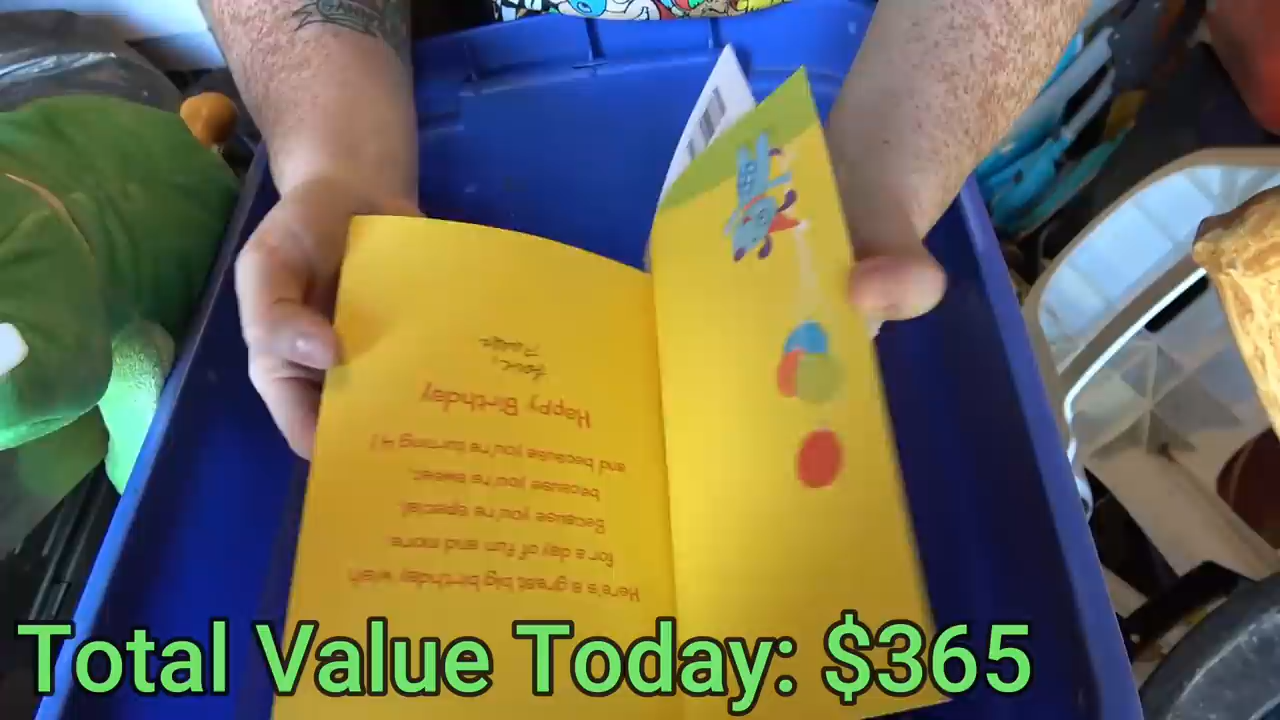 Here's a great big birthday wish
for a day of fun and more.
Because you're special,
because you're sweet,
and because you're turning 4!
Happy Birthday
Love,
Total Value Today: $365